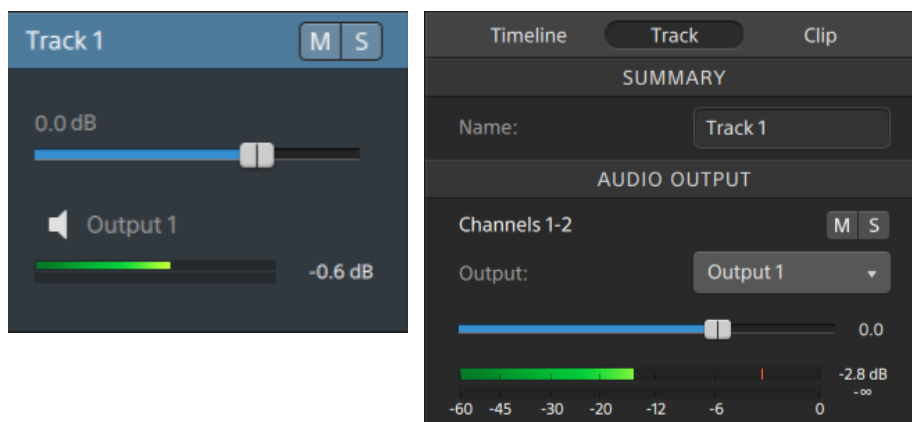 Track 1
M S
0.0 dB
Output 1
-0.6 dB
Timeline Track Clip
SUMMARY
Name: Track 1
AUDIO OUTPUT
Channels 1-2 M S
Output: Output 1
0.0
-2.8 dB
-∞
-60 -45 -30 -20 -12 -6 0